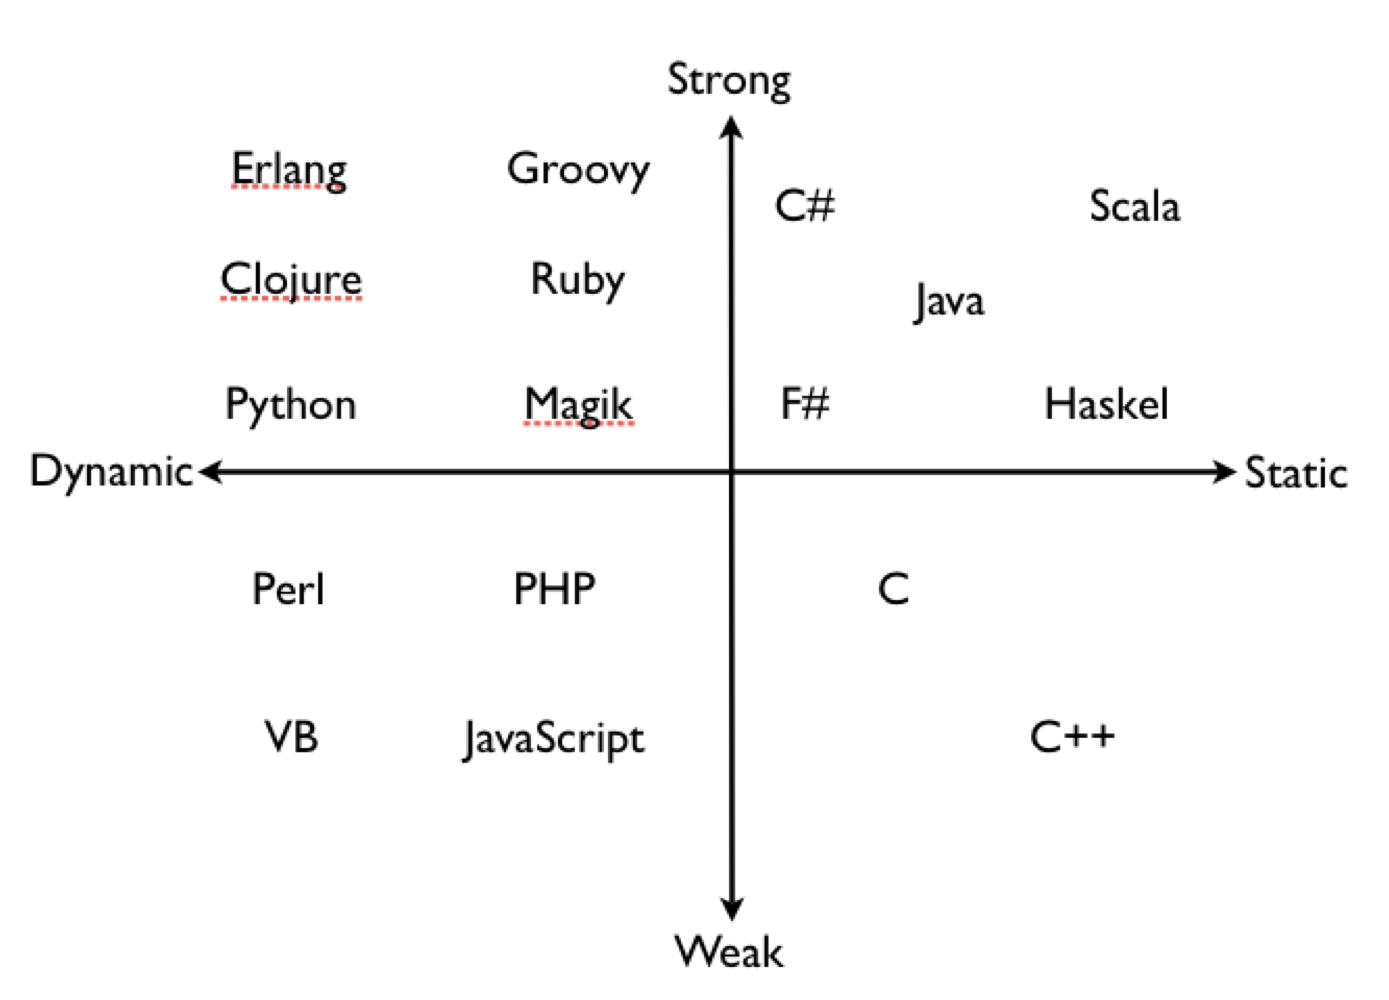 Strong
Erlang Groovy
C# Scala
Clojure Ruby
Java
Python Magik F# Haskel
Dynamic Static
Perl PHP C
VB JavaScript C++
Weak